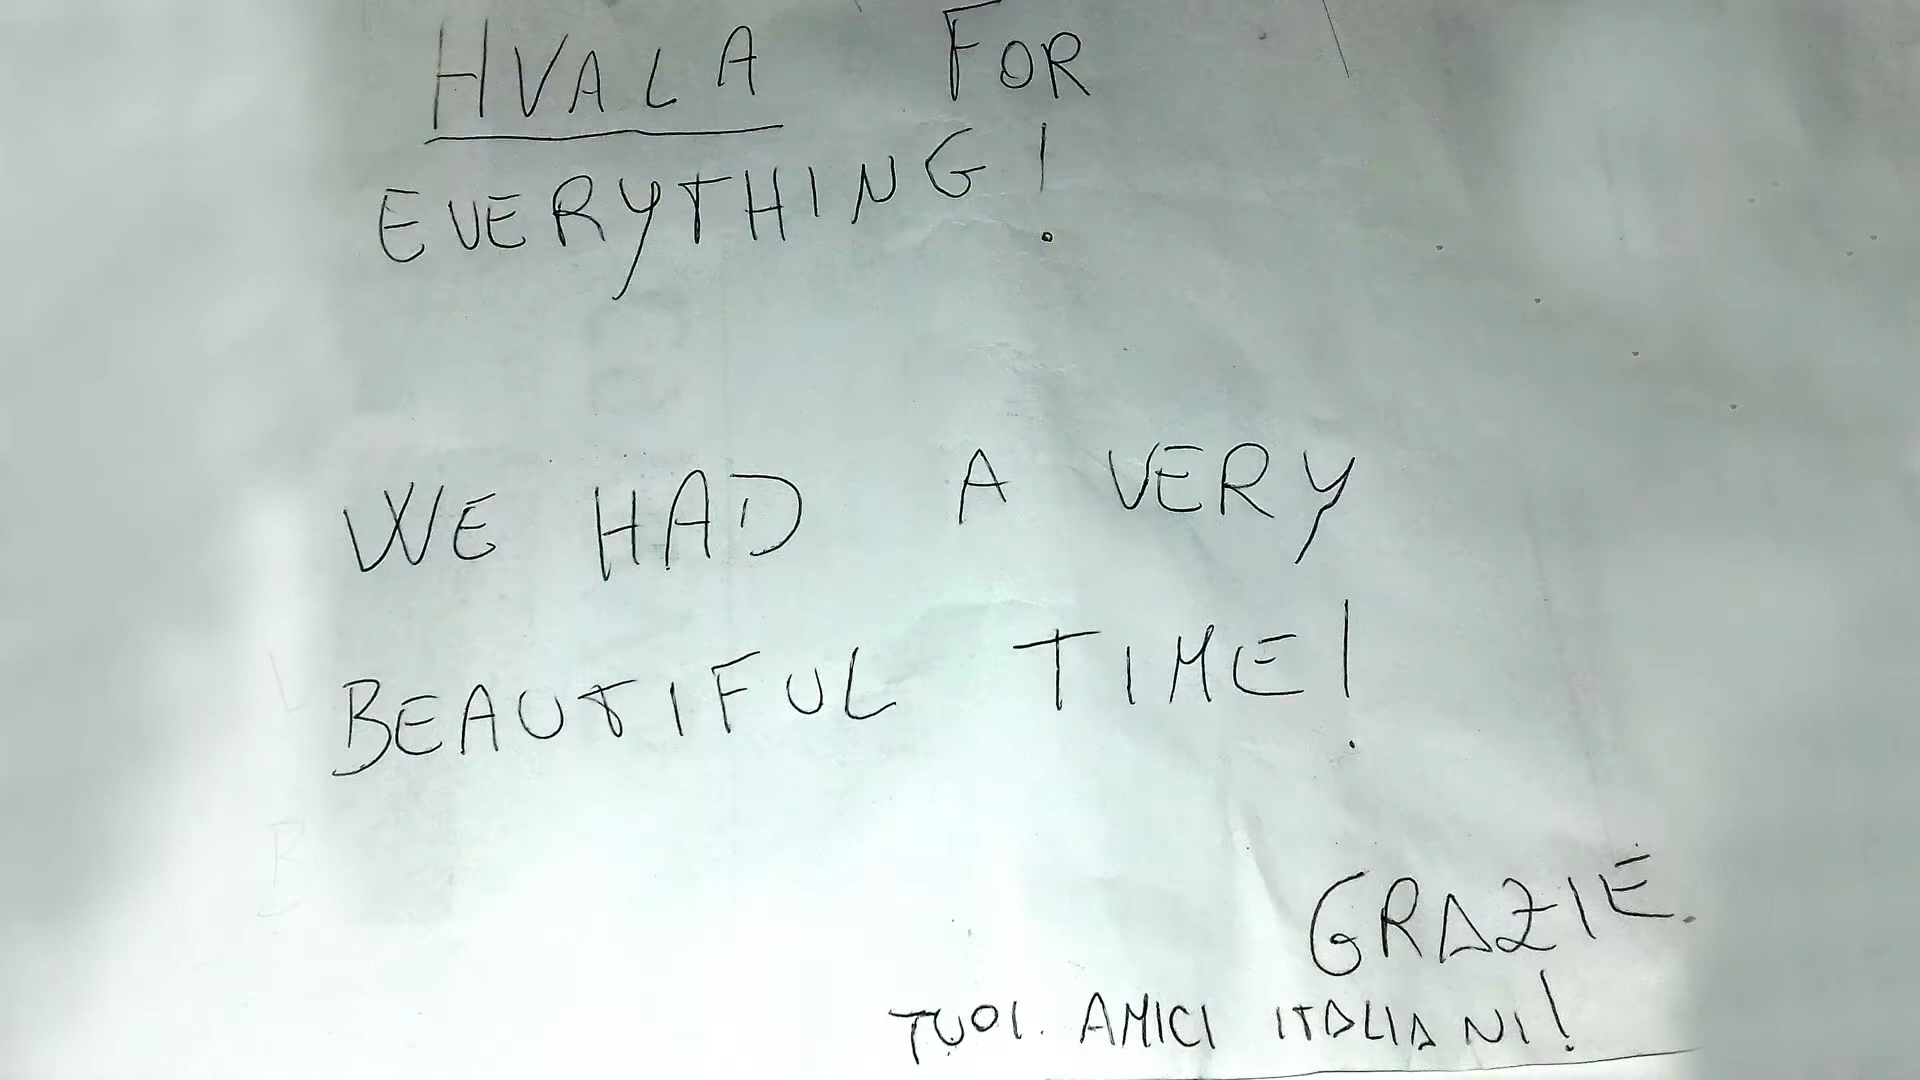 HVALA FOR
EVERYTHING!
WE HAD A VERY
BEAUTIFUL TIME!
GRAZIE.
TUOI. AMICI ITALIANI!